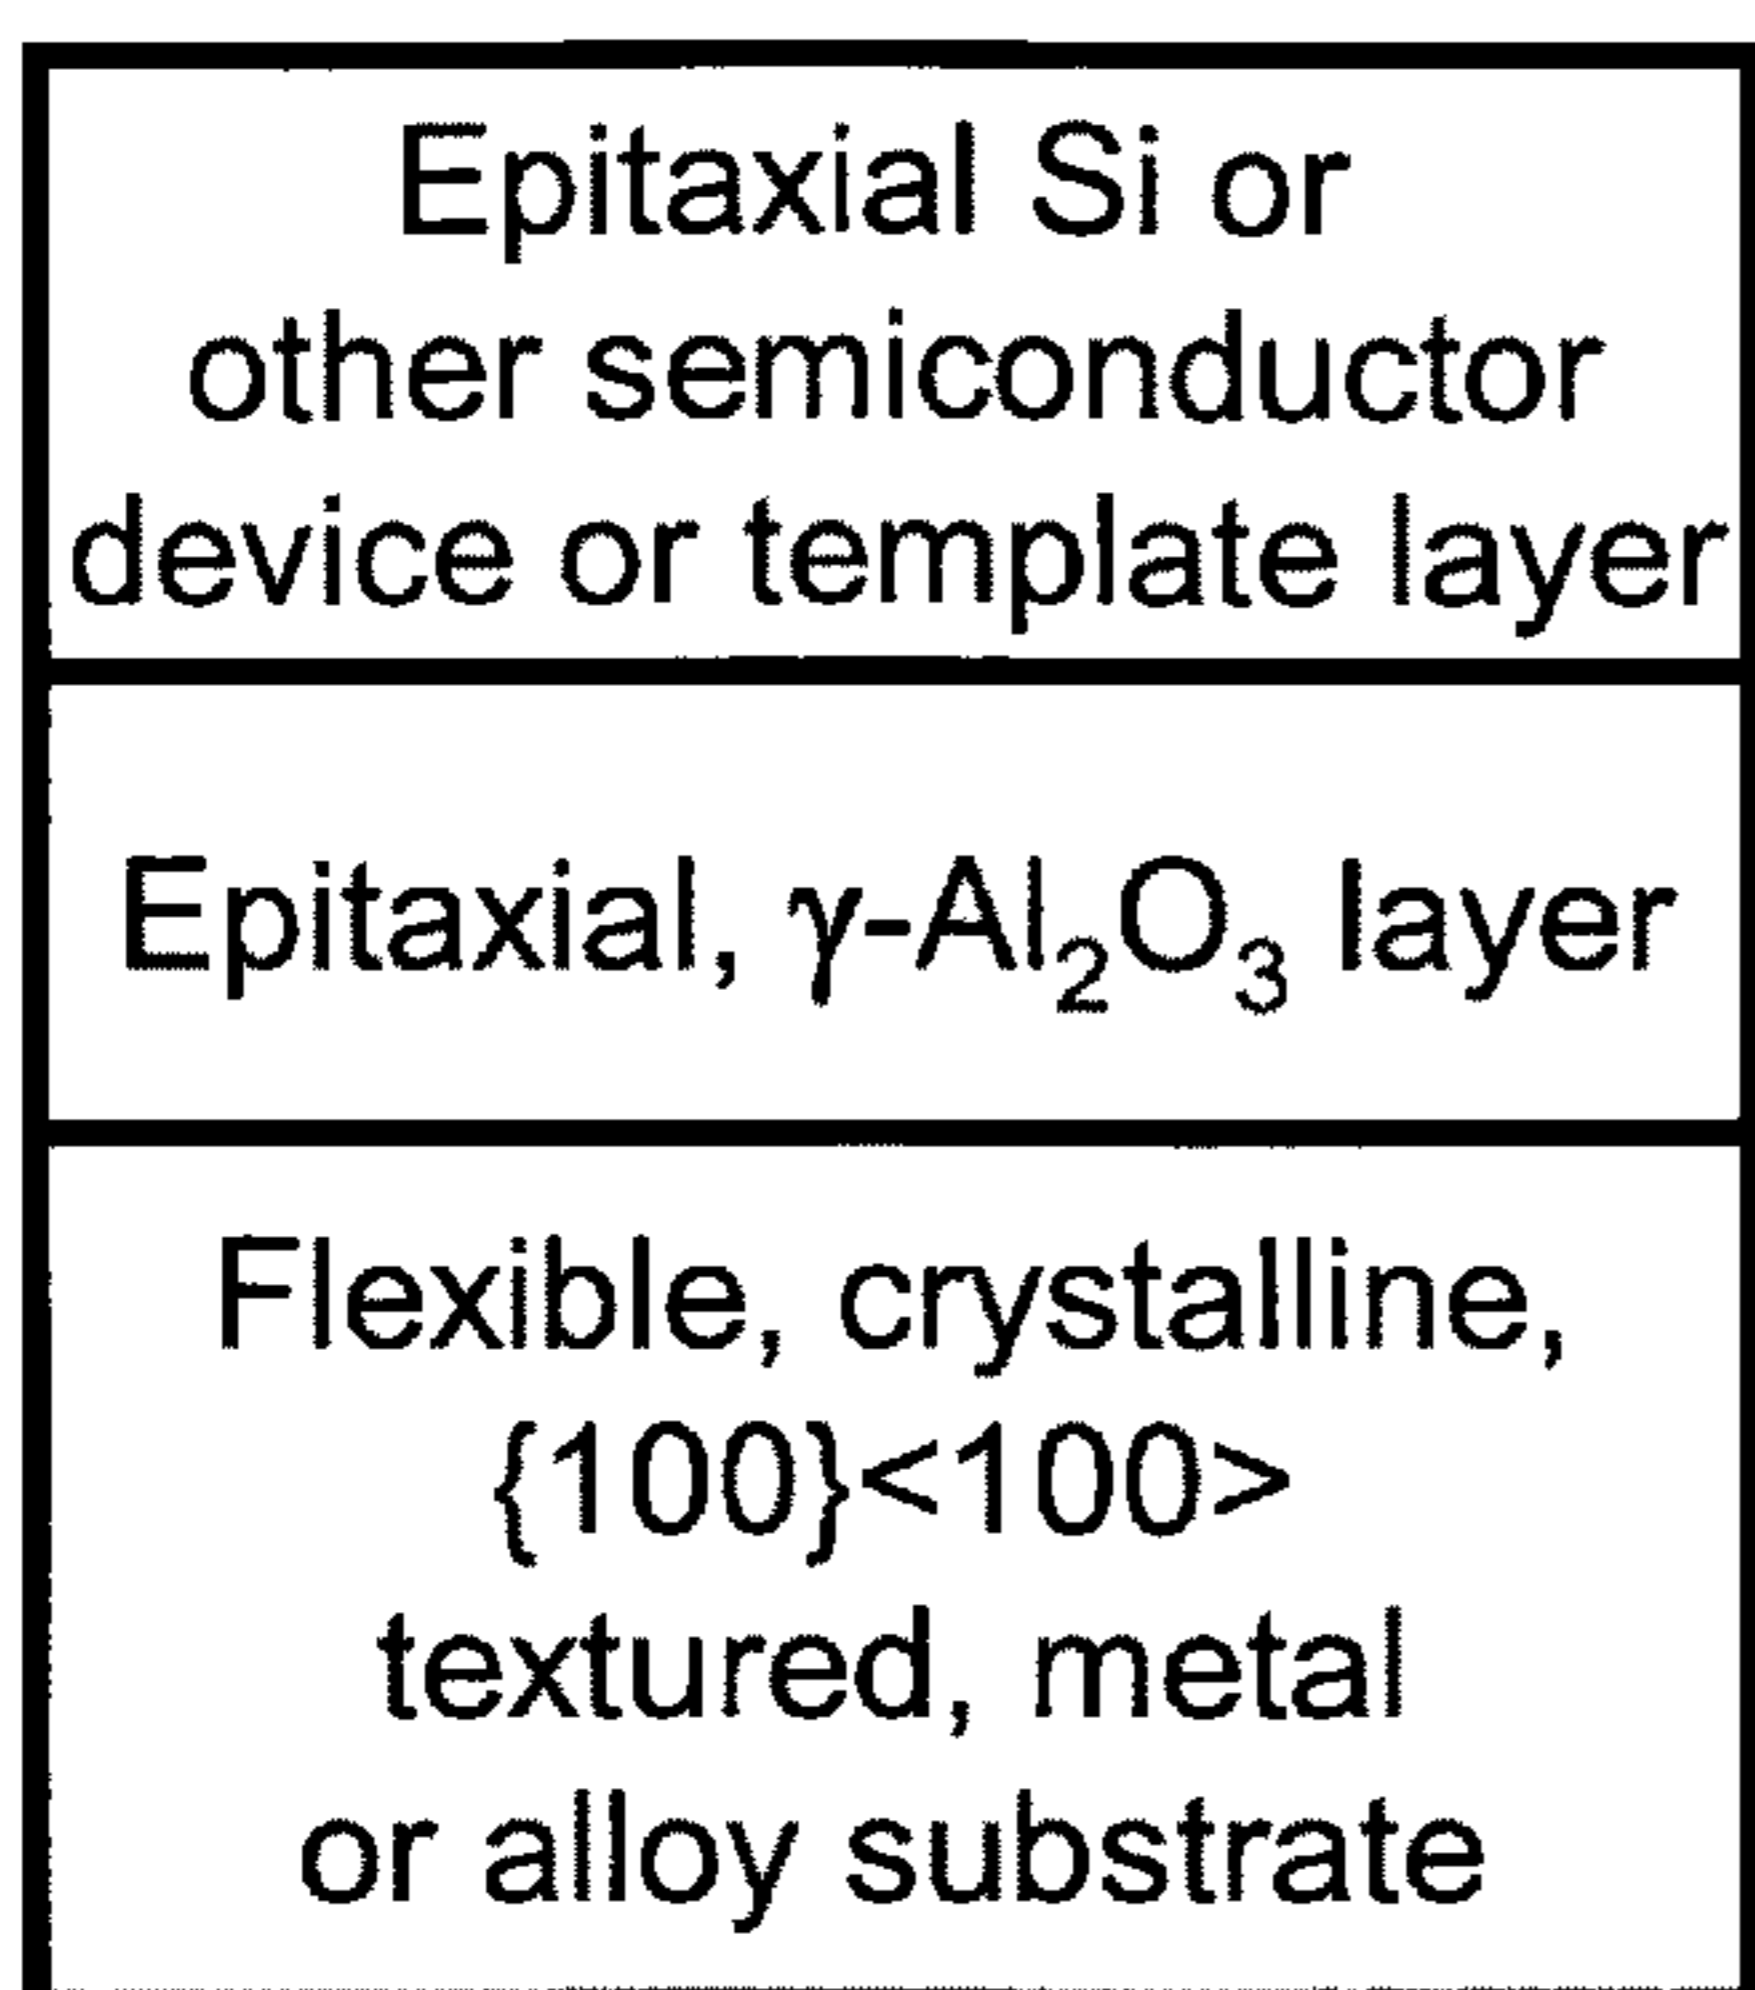 Epitaxial Si or
other semiconductor
device or template layer
Epitaxial, γ-Al₂O₃ layer
Flexible, crystalline,
{100}<100>
textured, metal
or alloy substrate